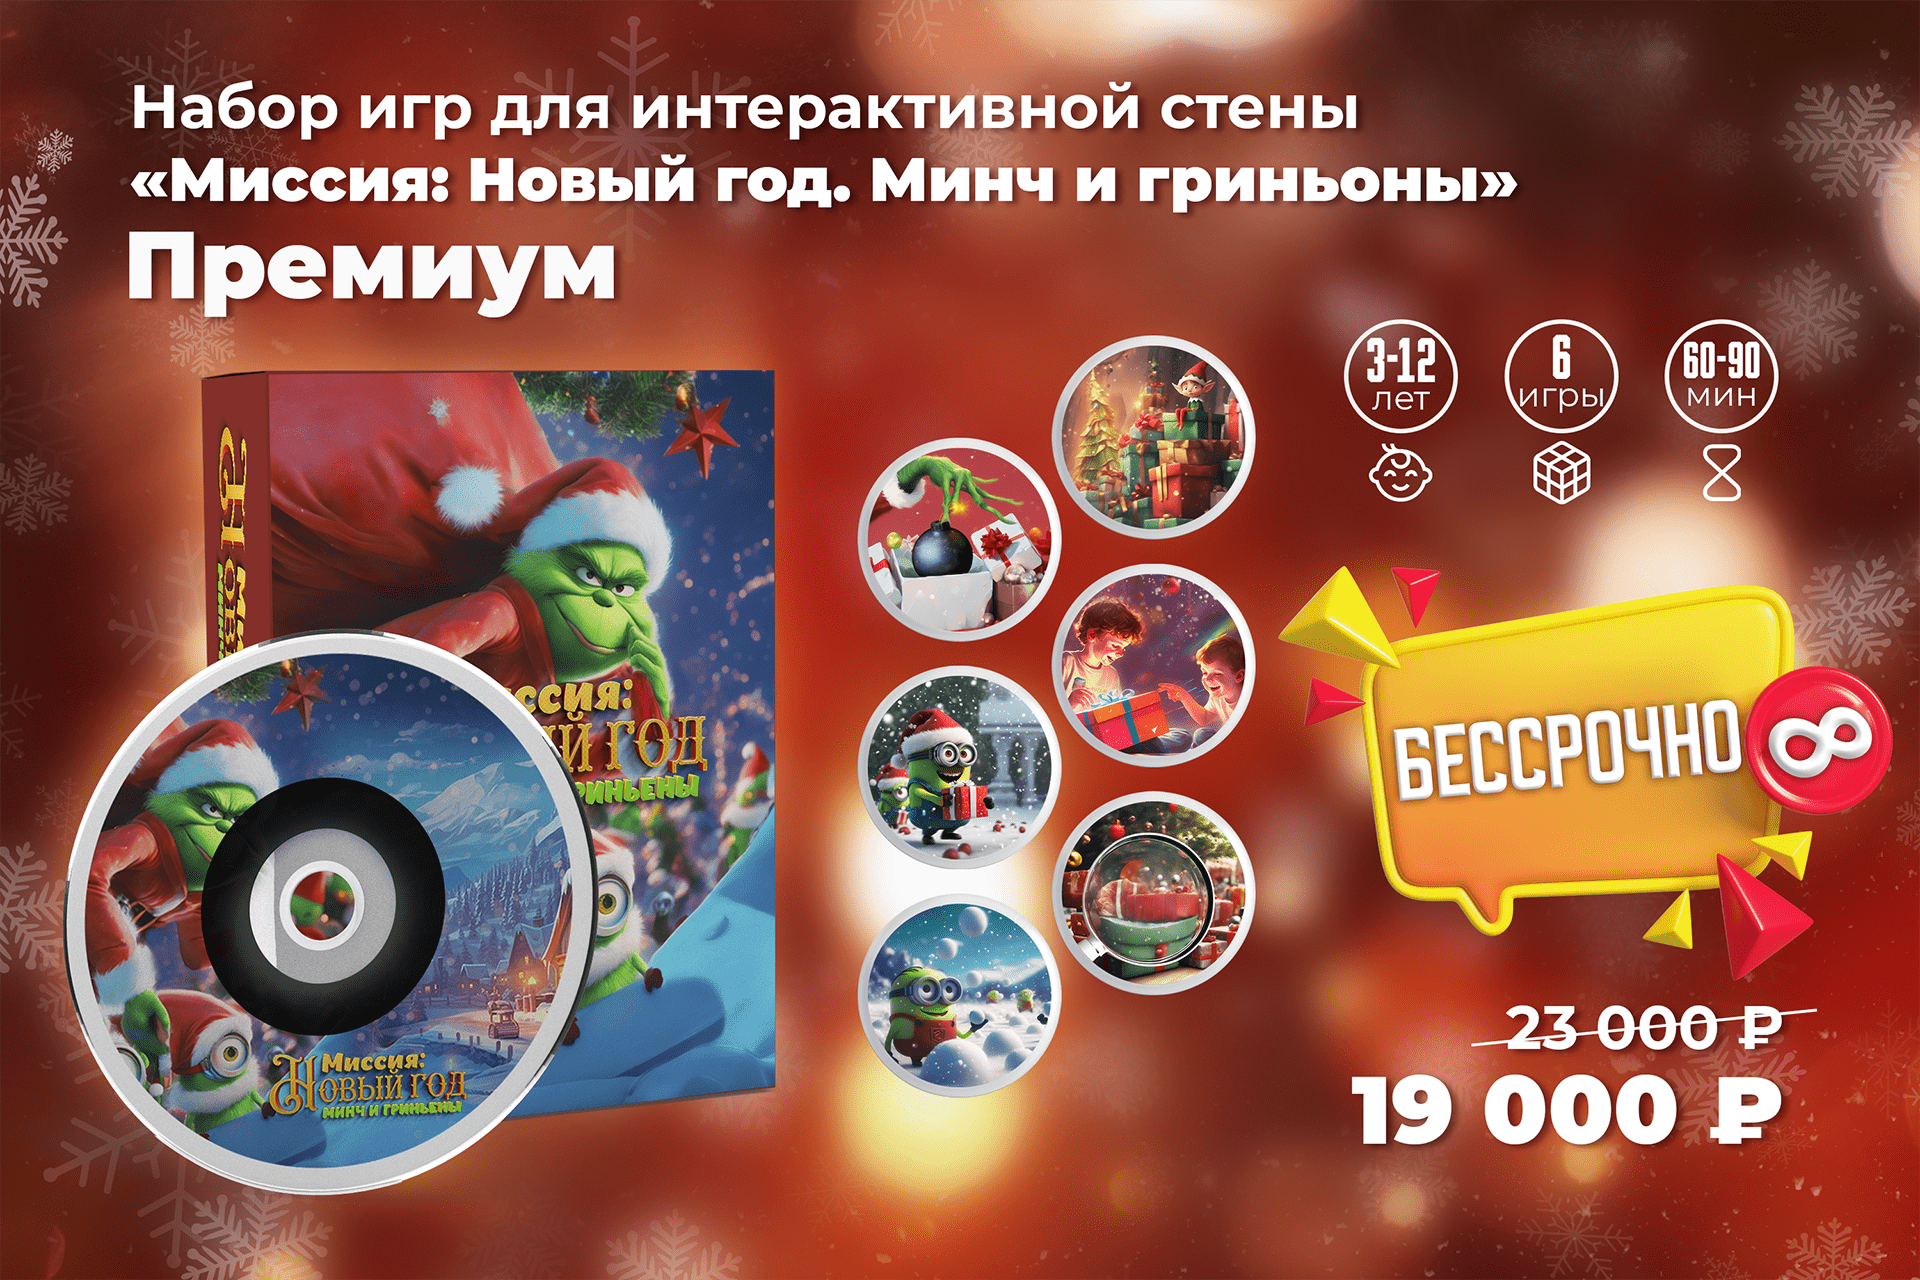 Набор игр для интерактивной стены
«Миссия: Новый год. Минч и гриньоны»
Премиум
3-12
лет
6
игры
60-90
мин
БЕССРОЧНО
23 000 ₽
19 000 ₽
Миссия:
Новый год
Минч и гриньены